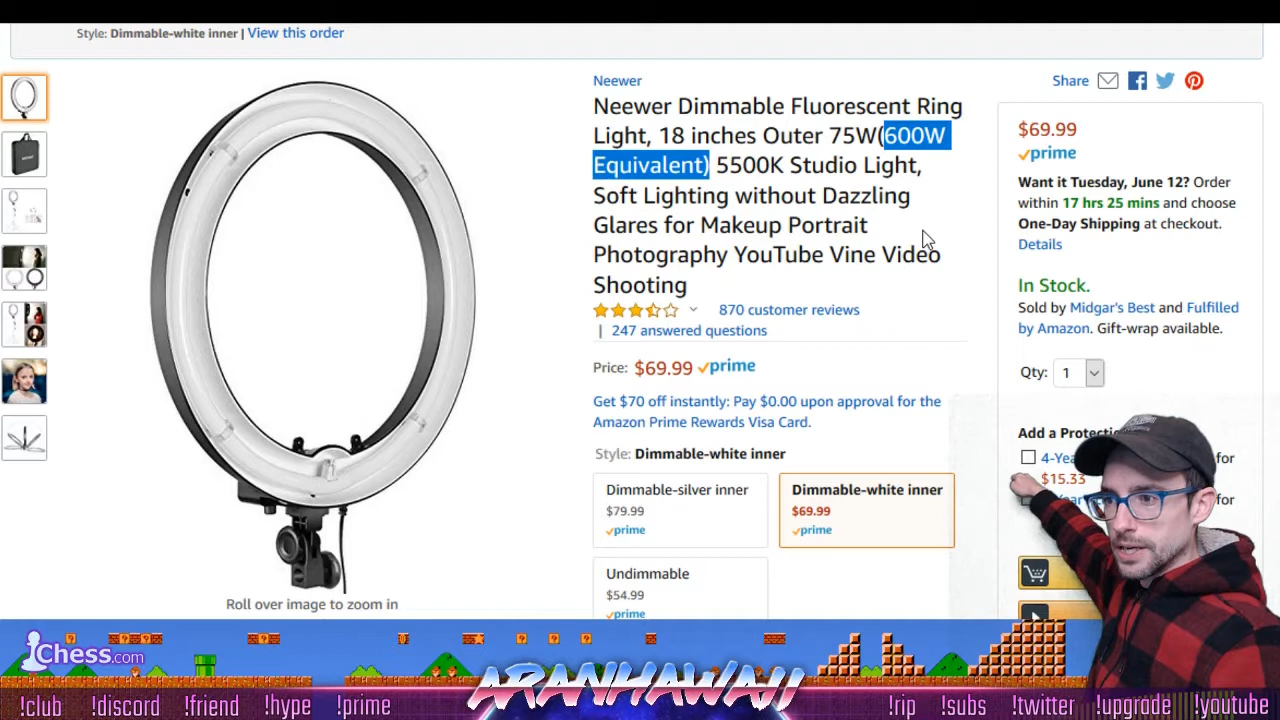 Style: Dimmable-white inner | View this order
Neewer
Neewer Dimmable Fluorescent Ring
Light, 18 inches Outer 75W(600W
Equivalent) 5500K Studio Light,
Soft Lighting without Dazzling
Glares for Makeup Portrait
Photography YouTube Vine Video
Shooting
870 customer reviews
| 247 answered questions
Price: $69.99 prime
Get $70 off instantly: Pay $0.00 upon approval for the
Amazon Prime Rewards Visa Card.
Style: Dimmable-white inner
Dimmable-silver inner
$79.99
prime
Dimmable-white inner
$69.99
prime
Undimmable
$54.99
prime
Roll over image to zoom in
Share
$69.99
prime
Want it Tuesday, June 12? Order
within 17 hrs 25 mins and choose
One-Day Shipping at checkout.
Details
In Stock.
Sold by Midgar's Best and Fulfilled
by Amazon. Gift-wrap available.
Qty: 1
Add a
4-Year for
$15.33
for
Chess.com
ARANHAWAII
!club !discord !friend !hype !prime
!rip !subs !twitter !upgrade !youtube